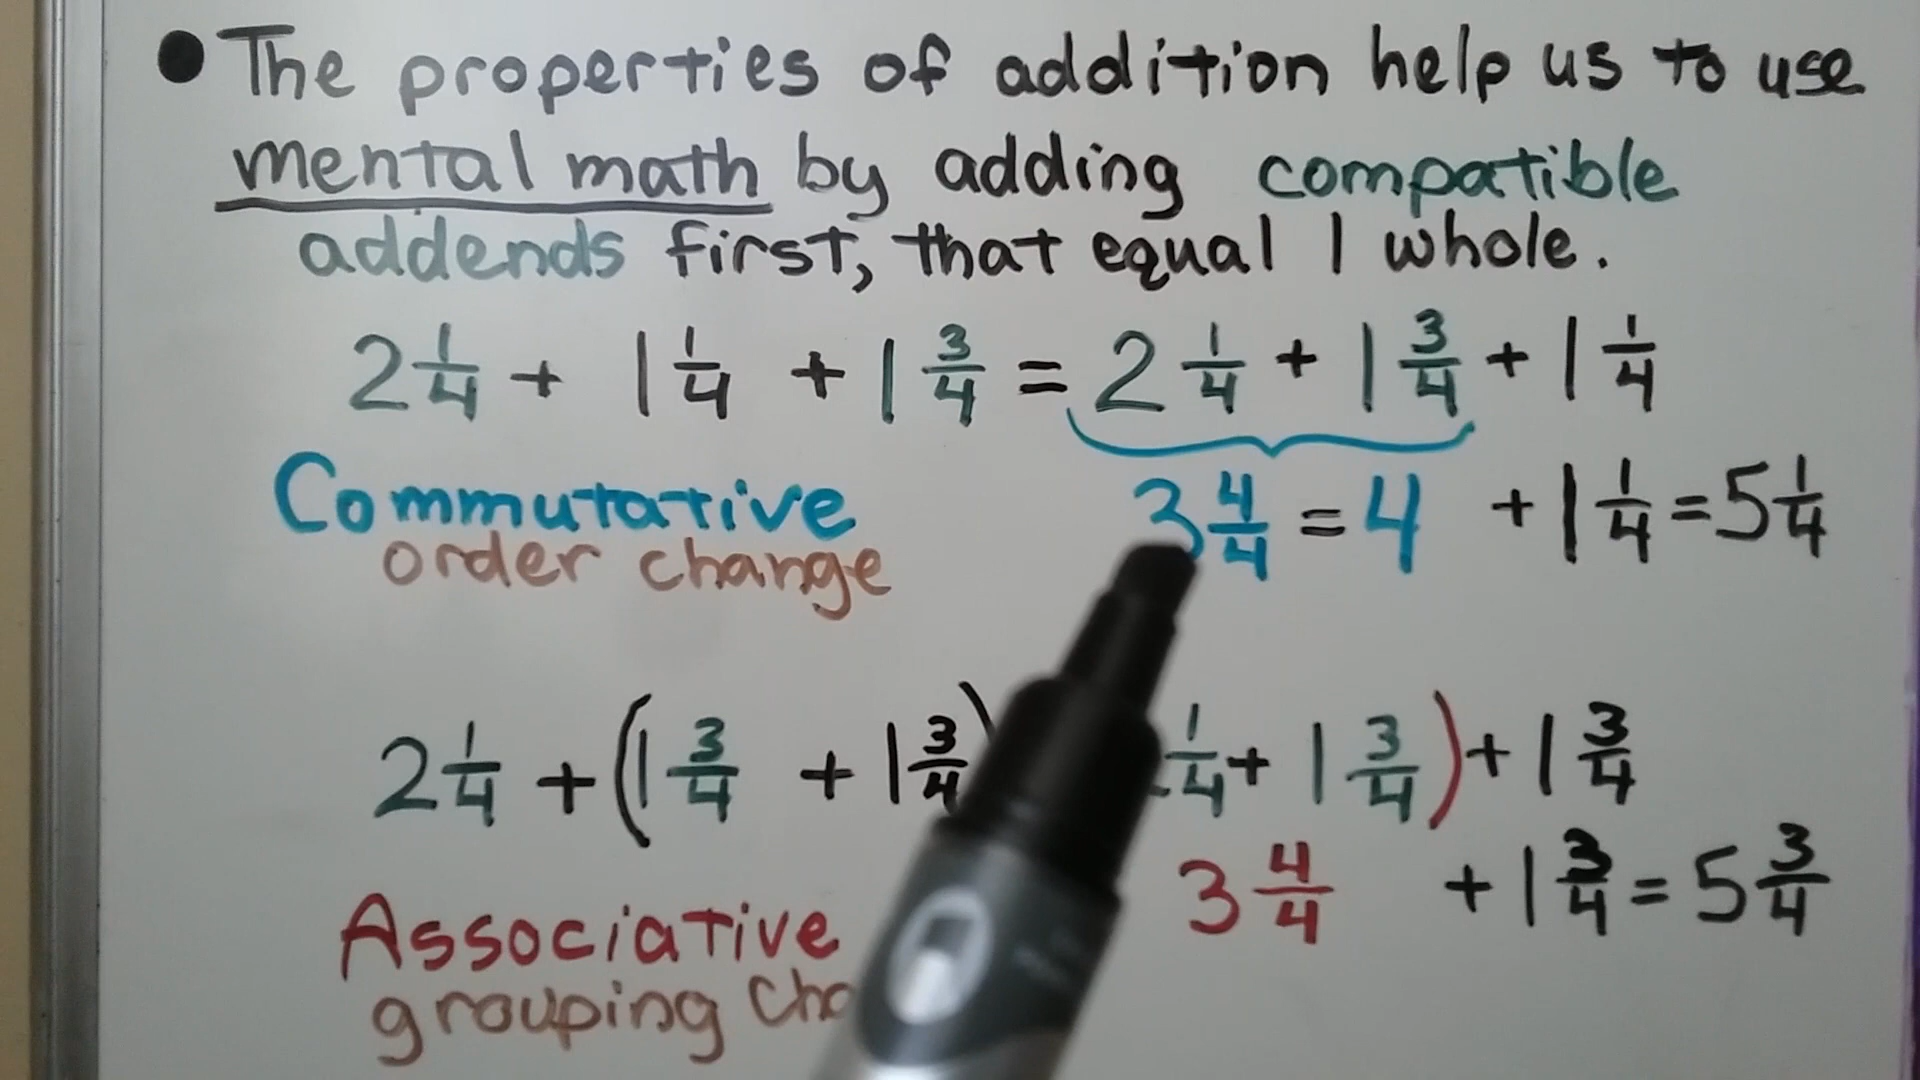 • The properties of addition help us to use
mental math by adding compatible
addends first, that equal 1 whole.
2 1/4 + 1 1/4 + 1 3/4 = 2 1/4 + 1 3/4 + 1 1/4
Commutative 3 4/4 = 4 + 1 1/4 = 5 1/4
order change
2 1/4 + (1 3/4 + 1 3/4) 1/4 + 1 3/4) + 1 3/4
3 4/4 + 1 3/4 = 5 3/4
Associative
grouping